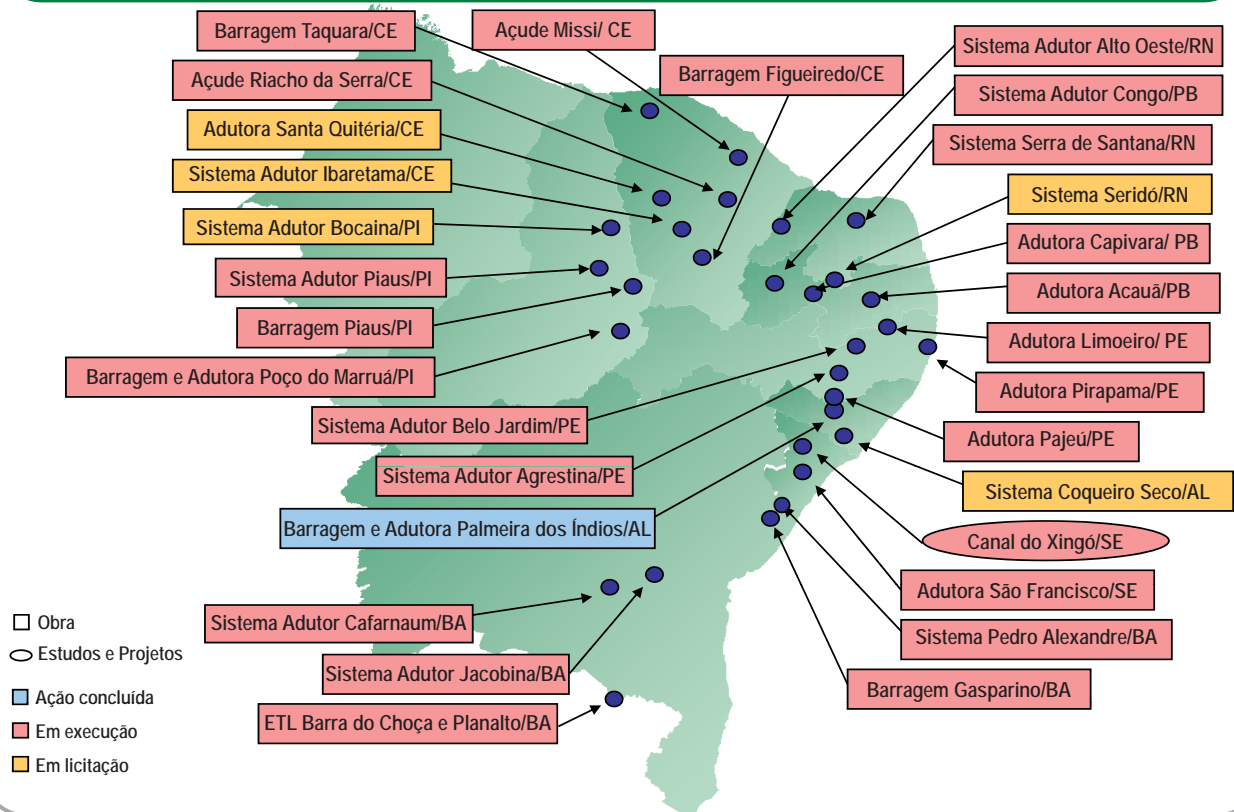 Barragem Taquara/CE
Açude Missi/ CE
Sistema Adutor Alto Oeste/RN
Açude Riacho da Serra/CE
Barragem Figueiredo/CE
Sistema Adutor Congo/PB
Adutora Santa Quitéria/CE
Sistema Serra de Santana/RN
Sistema Adutor Ibaretama/CE
Sistema Seridó/RN
Sistema Adutor Bocaina/PI
Adutora Capivara/ PB
Sistema Adutor Piaus/PI
Adutora Acauã/PB
Barragem Piaus/PI
Adutora Limoeiro/ PE
Barragem e Adutora Poço do Marruá/PI
Adutora Pirapama/PE
Sistema Adutor Belo Jardim/PE
Adutora Pajeú/PE
Sistema Adutor Agrestina/PE
Sistema Coqueiro Seco/AL
Barragem e Adutora Palmeira dos Índios/AL
Canal do Xingó/SE
Adutora São Francisco/SE
Sistema Adutor Cafarnaum/BA
Sistema Pedro Alexandre/BA
Sistema Adutor Jacobina/BA
Barragem Gasparino/BA
ETL Barra do Choça e Planalto/BA
Obra
Estudos e Projetos
Ação concluída
Em execução
Em licitação